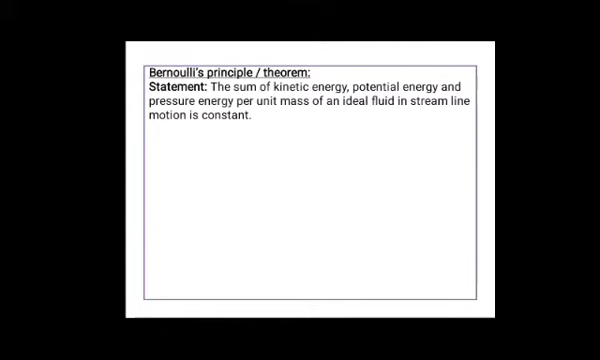 Bernoulli's principle / theorem:
Statement: The sum of kinetic energy, potential energy and
pressure energy per unit mass of an ideal fluid in stream line
motion is constant.